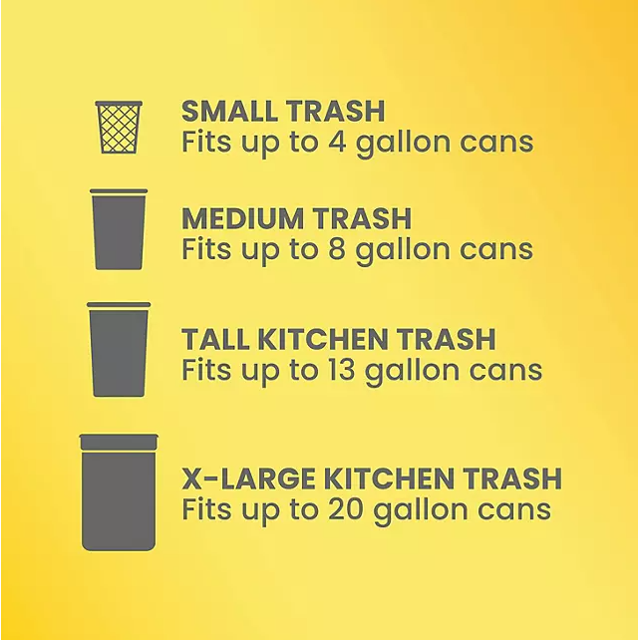 SMALL TRASH
Fits up to 4 gallon cans
MEDIUM TRASH
Fits up to 8 gallon cans
TALL KITCHEN TRASH
Fits up to 13 gallon cans
X-LARGE KITCHEN TRASH
Fits up to 20 gallon cans